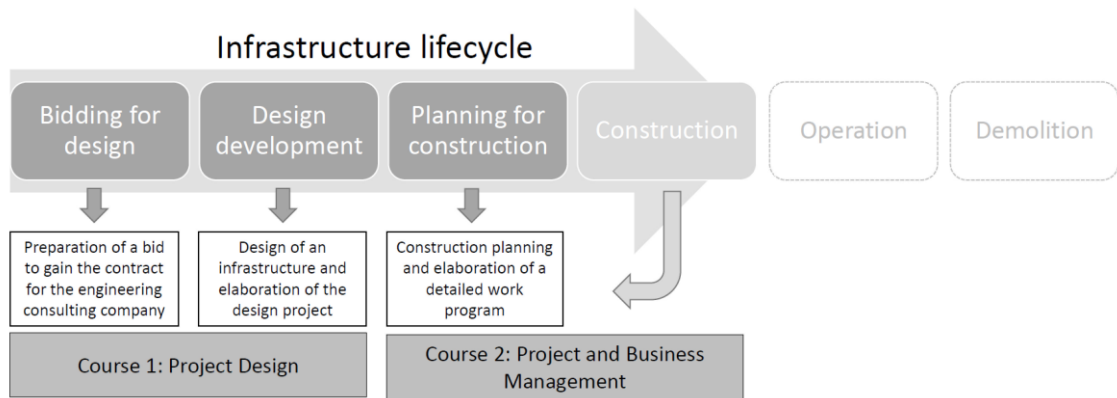 Infrastructure lifecycle
Bidding for
design
Design
development
Planning for
construction
Construction
Operation
Demolition
Preparation of a bid
to gain the contract
for the engineering
consulting company
Design of an
infrastructure and
elaboration of the
design project
Construction planning
and elaboration of a
detailed work
program
Course 1: Project Design
Course 2: Project and Business
Management